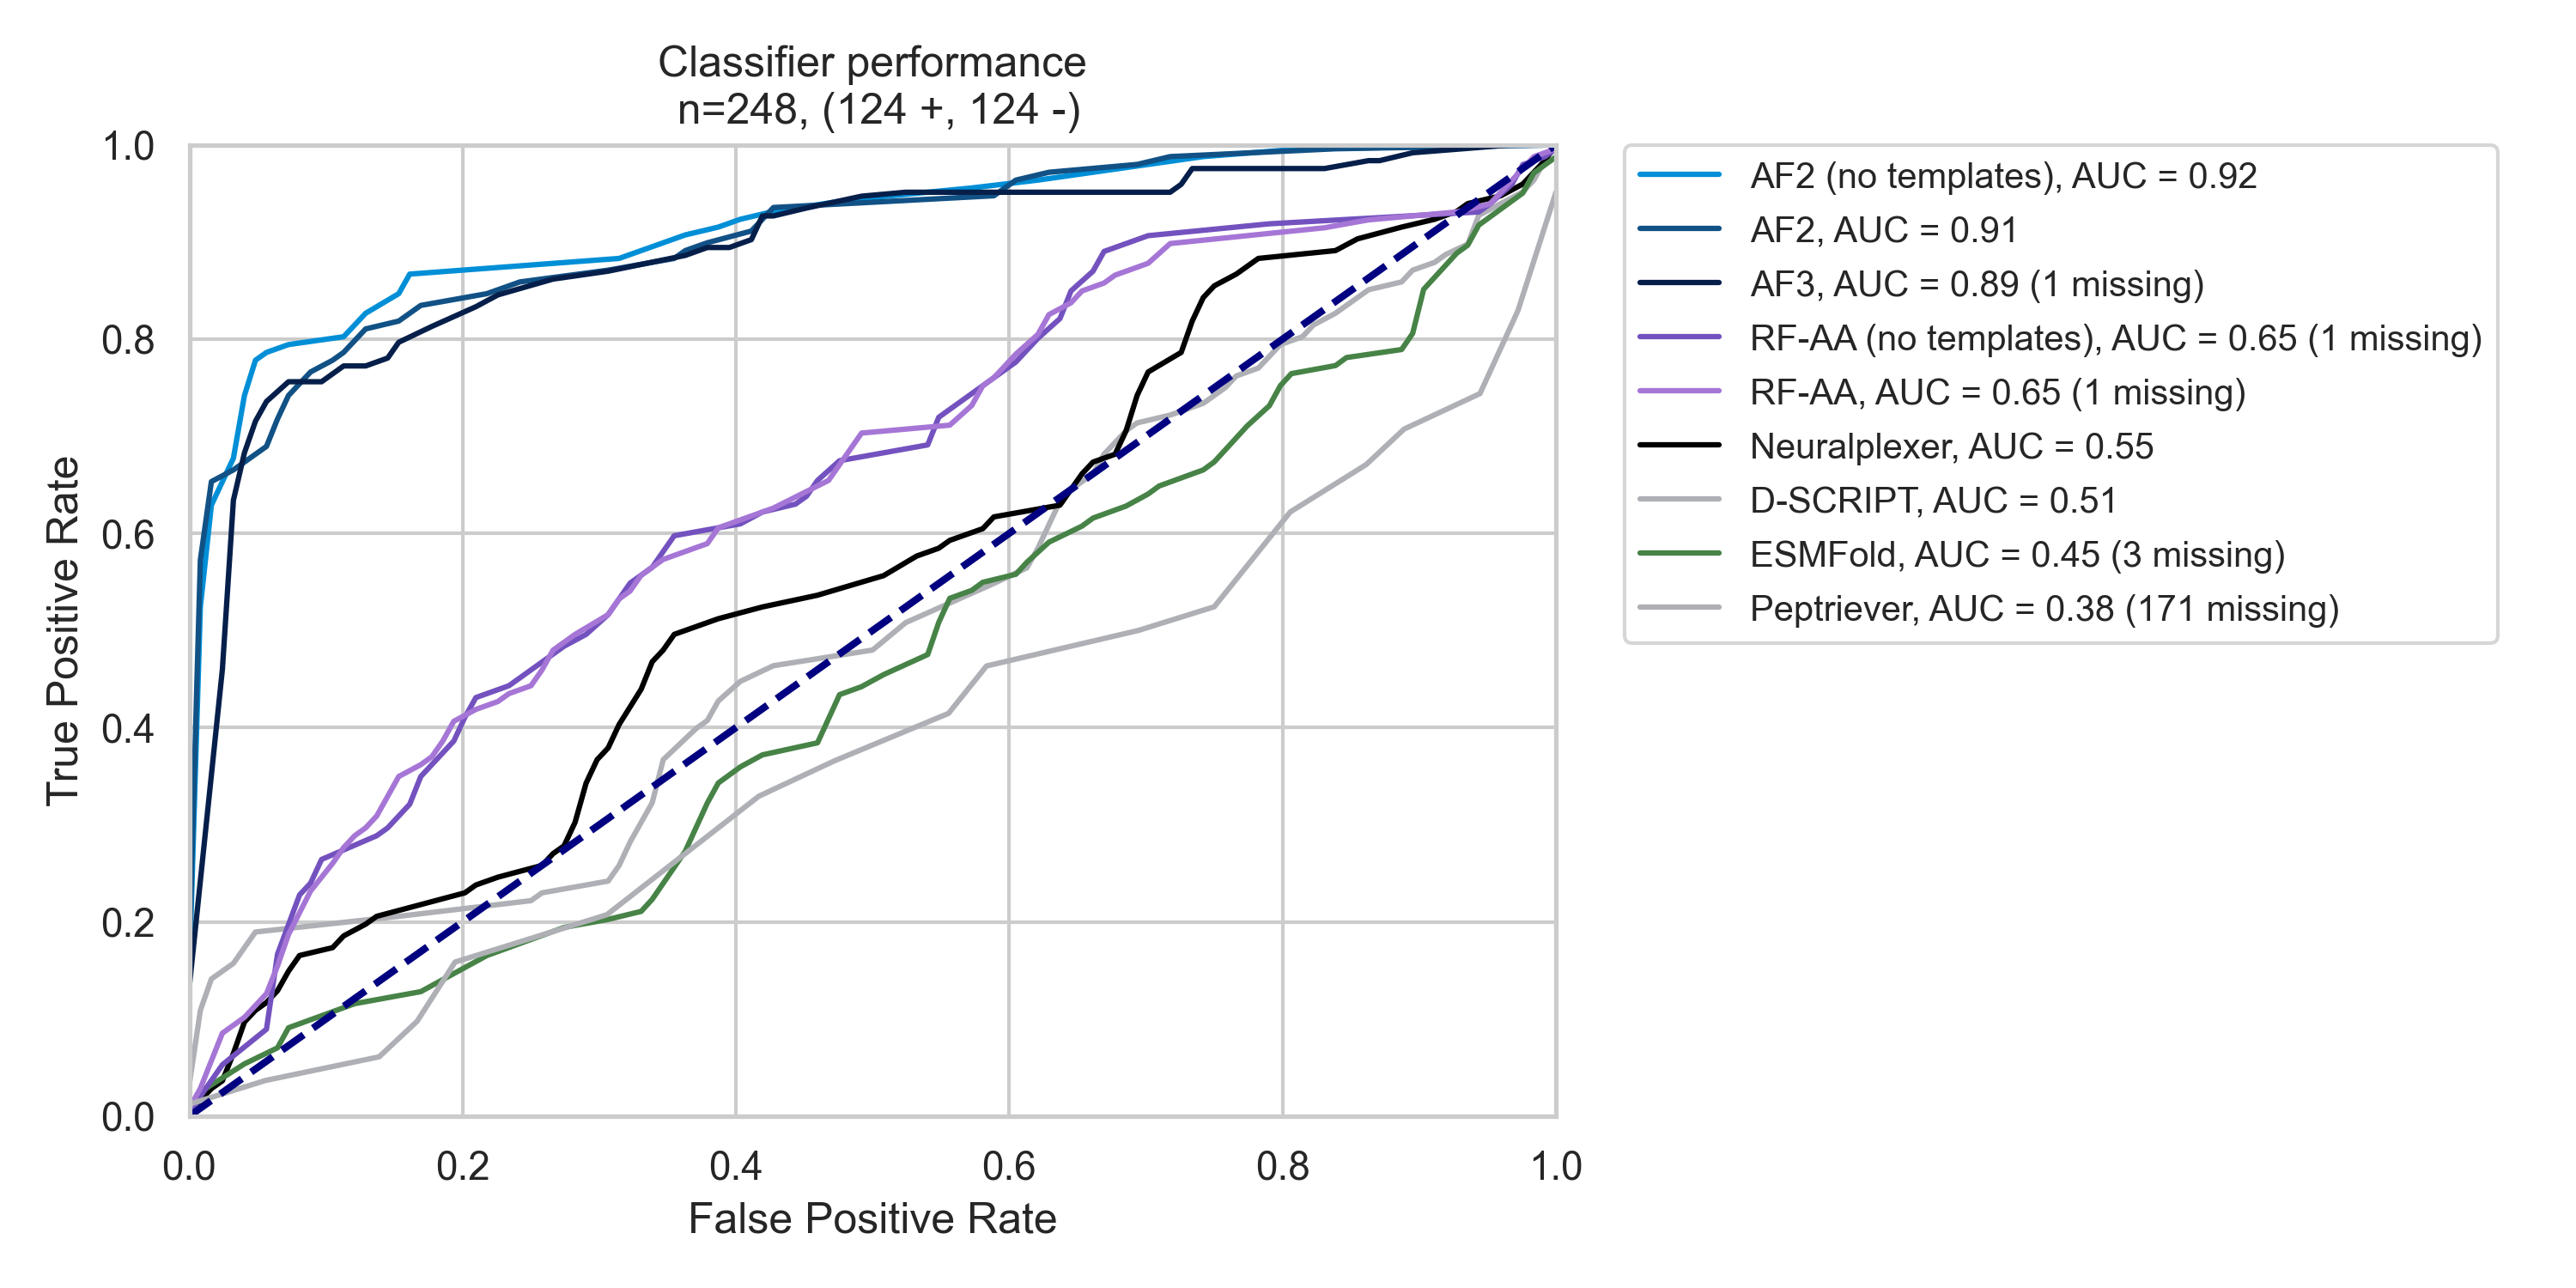 Classifier performance
n=248, (124 +, 124 -)
1.0
0.8
0.6
0.4
0.2
0.0
True Positive Rate
0.0 0.2 0.4 0.6 0.8 1.0
False Positive Rate
AF2 (no templates), AUC = 0.92
AF2, AUC = 0.91
AF3, AUC = 0.89 (1 missing)
RF-AA (no templates), AUC = 0.65 (1 missing)
RF-AA, AUC = 0.65 (1 missing)
Neuralplexer, AUC = 0.55
D-SCRIPT, AUC = 0.51
ESMFold, AUC = 0.45 (3 missing)
Peptriever, AUC = 0.38 (171 missing)